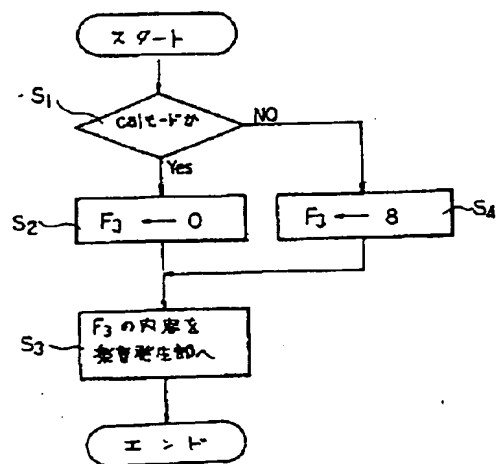 スタート
S1
calモードか
NO
Yes
S2
F3 ← 0
F3 ← 8
S4
F3の内容を
楽音発生部へ
S3
エンド